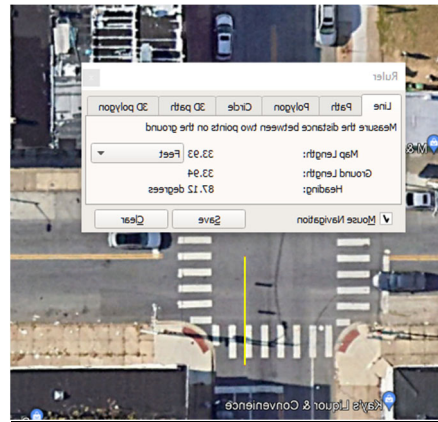 Ruler
Line Path Polygon Circle 3D path 3D polygon
Measure the distance between two points on the ground
Map Length: 33.93 Feet
Ground Length: 33.94
Heading: 87.12 degrees
Mouse Navigation Save Clear
Kay's Liquor & Convenience